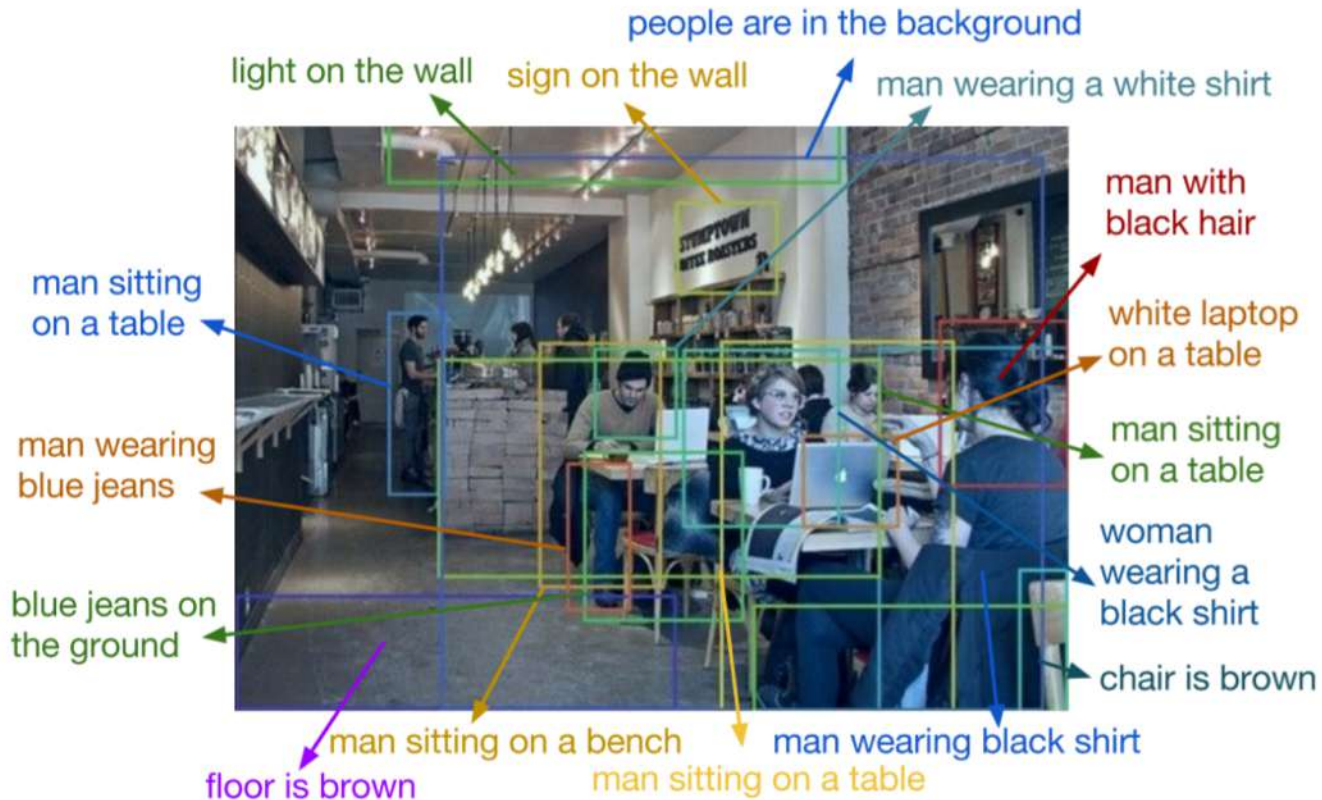 people are in the background
light on the wall
sign on the wall
man wearing a white shirt
man with
black hair
STUMPTOWN
COFFEE ROASTERS
man sitting
on a table
white laptop
on a table
man wearing
blue jeans
man sitting
on a table
woman
wearing a
black shirt
blue jeans on
the ground
chair is brown
man sitting on a bench
man wearing black shirt
man sitting on a table
floor is brown